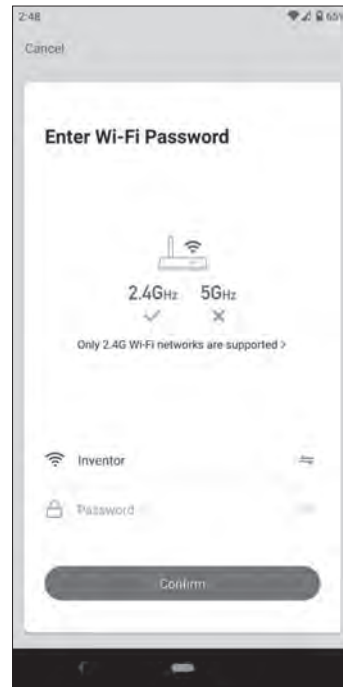 2:48 65%
Cancel
Enter Wi-Fi Password
2.4GHz 5GHz
Only 2.4G Wi-Fi networks are supported >
Inventor
Password
Confirm